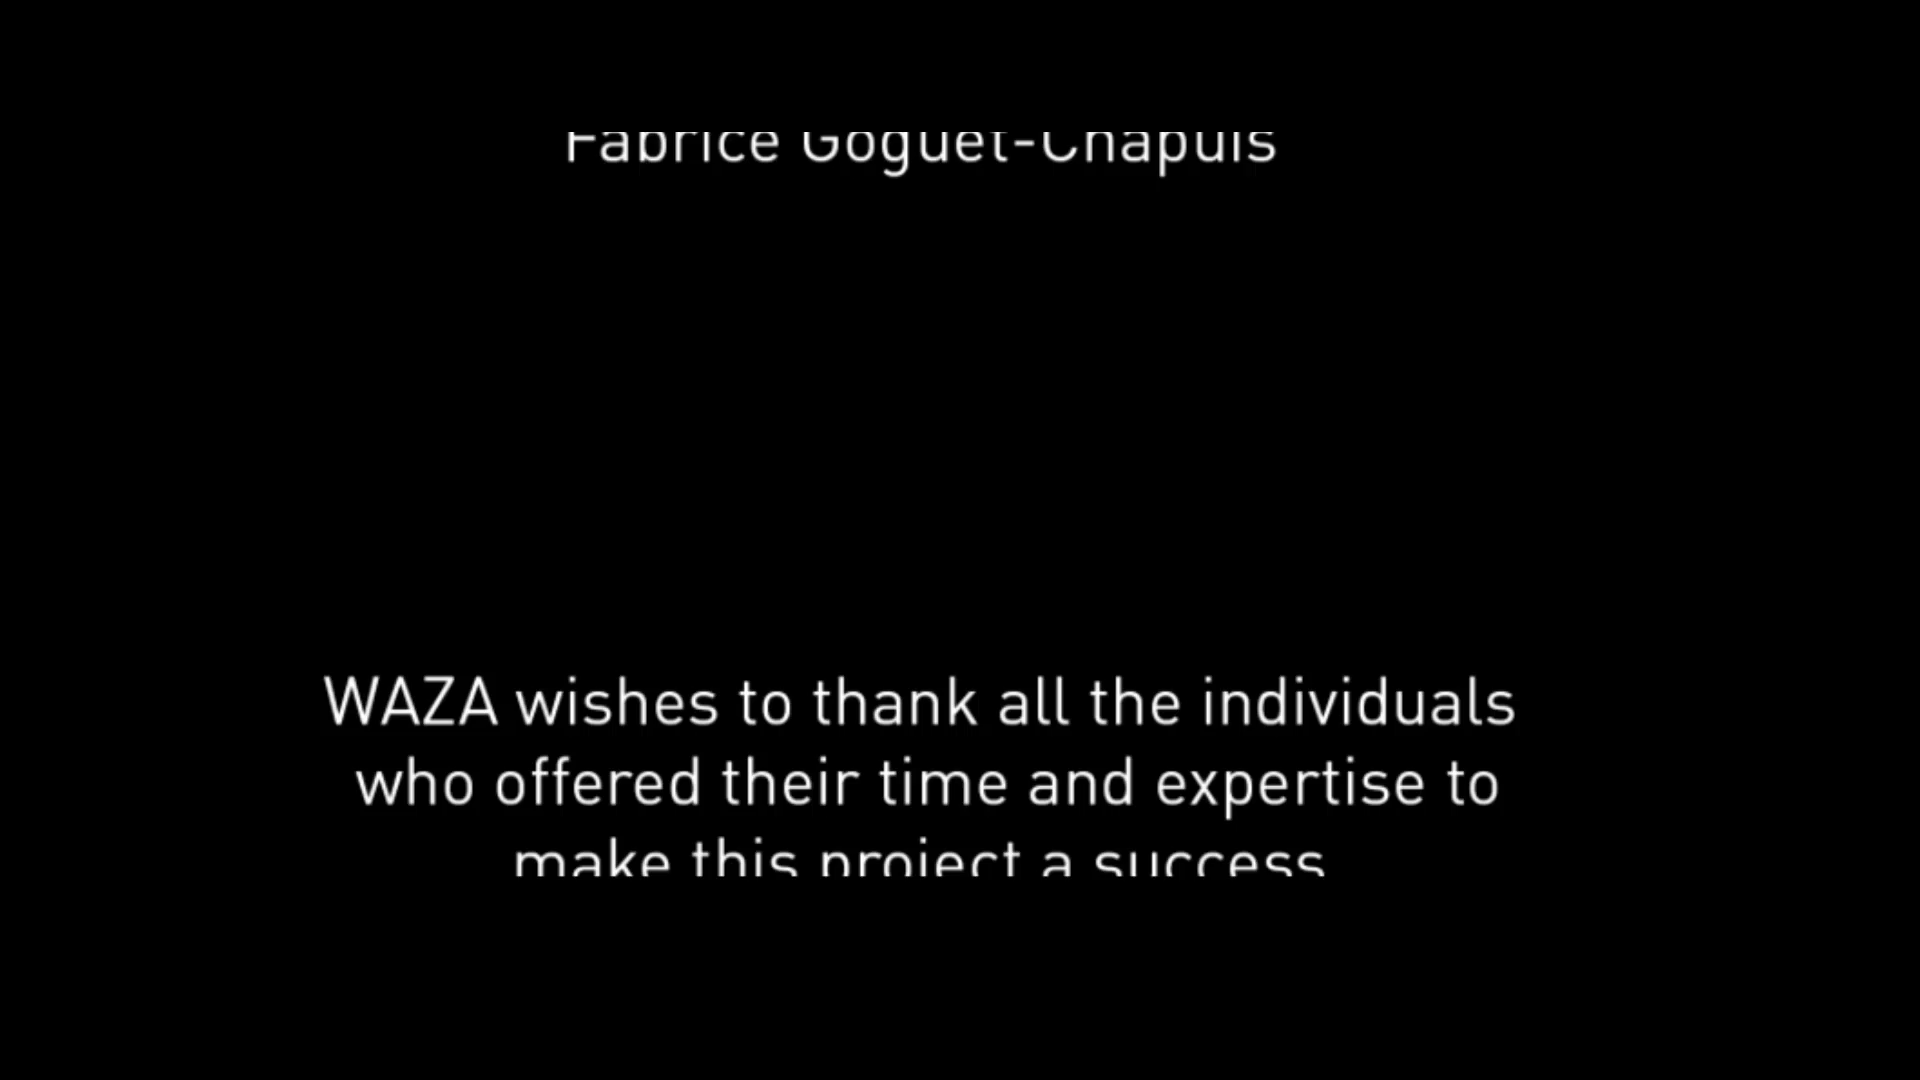 Fabrice Goguet-Chapuis
WAZA wishes to thank all the individuals
who offered their time and expertise to
make this project a success